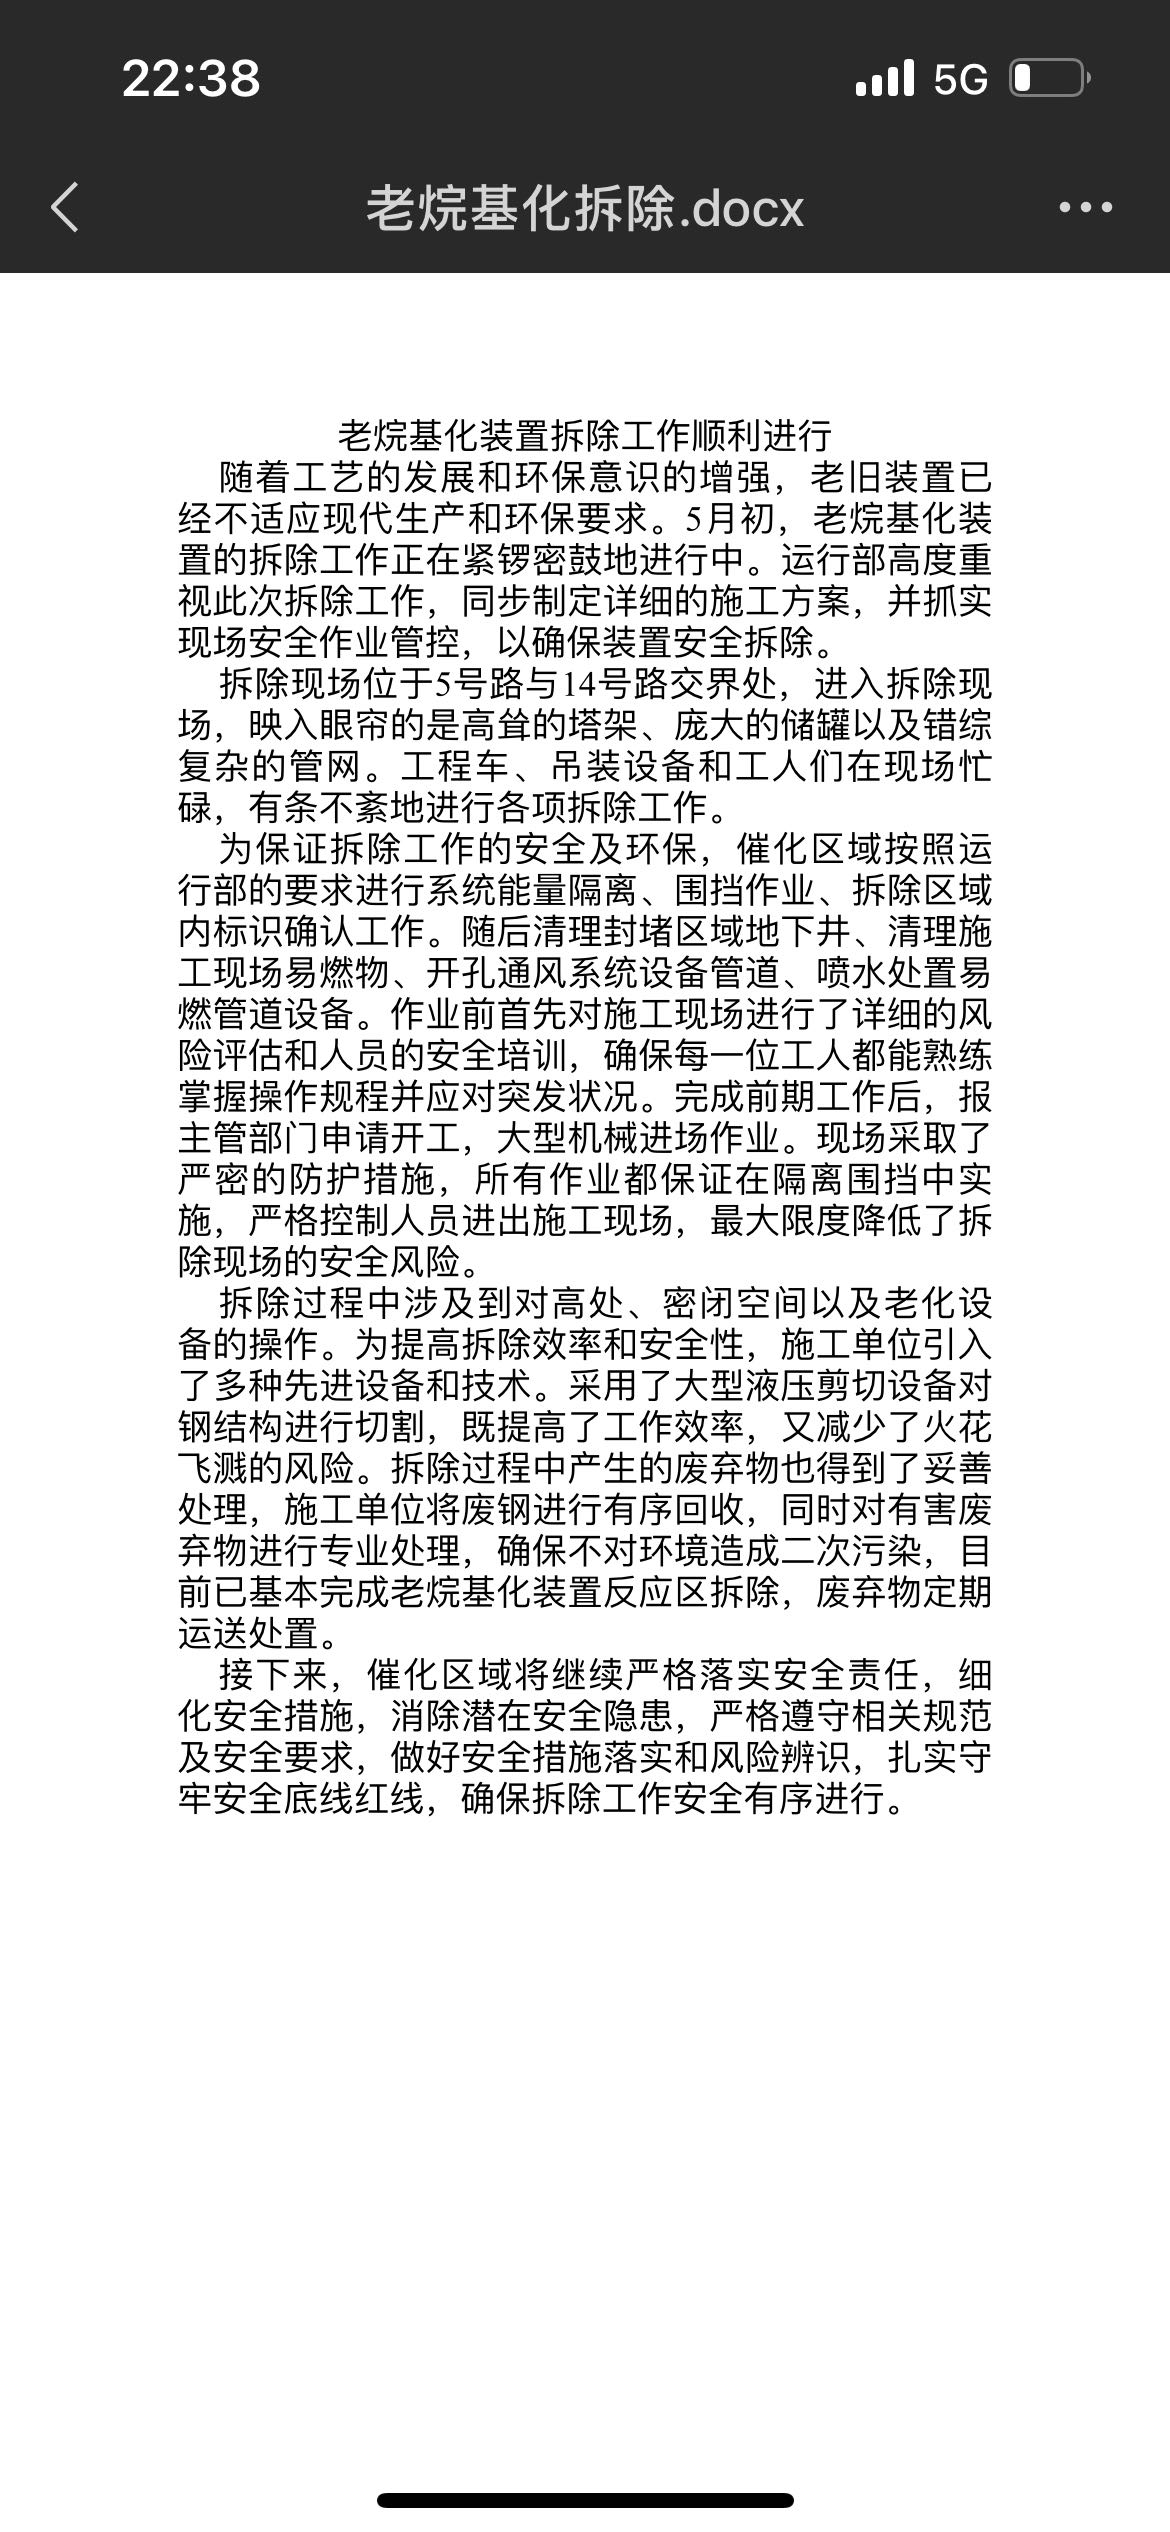 22:38
5G
老烷基化拆除.docx
老烷基化装置拆除工作顺利进行
随着工艺的发展和环保意识的增强，老旧装置已
经不适应现代生产和环保要求。5月初，老烷基化装
置的拆除工作正在紧锣密鼓地进行中。运行部高度重
视此次拆除工作，同步制定详细的施工方案，并抓实
现场安全作业管控，以确保装置安全拆除。
拆除现场位于5号路与14号路交界处，进入拆除现
场，映入眼帘的是高耸的塔架、庞大的储罐以及错综
复杂的管网。工程车、吊装设备和工人们在现场忙
碌，有条不紊地进行各项拆除工作。
为保证拆除工作的安全及环保，催化区域按照运
行部的要求进行系统能量隔离、围挡作业、拆除区域
内标识确认工作。随后清理封堵区域地下井、清理施
工现场易燃物、开孔通风系统设备管道、喷水处置易
燃管道设备。作业前首先对施工现场进行了详细的风
险评估和人员的安全培训，确保每一位工人都能熟练
掌握操作规程并应对突发状况。完成前期工作后，报
主管部门申请开工，大型机械进场作业。现场采取了
严密的防护措施，所有作业都保证在隔离围挡中实
施，严格控制人员进出施工现场，最大限度降低了拆
除现场的安全风险。
拆除过程中涉及到对高处、密闭空间以及老化设
备的操作。为提高拆除效率和安全性，施工单位引入
了多种先进设备和技术。采用了大型液压剪切设备对
钢结构进行切割，既提高了工作效率，又减少了火花
飞溅的风险。拆除过程中产生的废弃物也得到了妥善
处理，施工单位将废钢进行有序回收，同时对有害废
弃物进行专业处理，确保不对环境造成二次污染，目
前已基本完成老烷基化装置反应区拆除，废弃物定期
运送处置。
接下来，催化区域将继续严格落实安全责任，细
化安全措施，消除潜在安全隐患，严格遵守相关规范
及安全要求，做好安全措施落实和风险辨识，扎实守
牢安全底线红线，确保拆除工作安全有序进行。